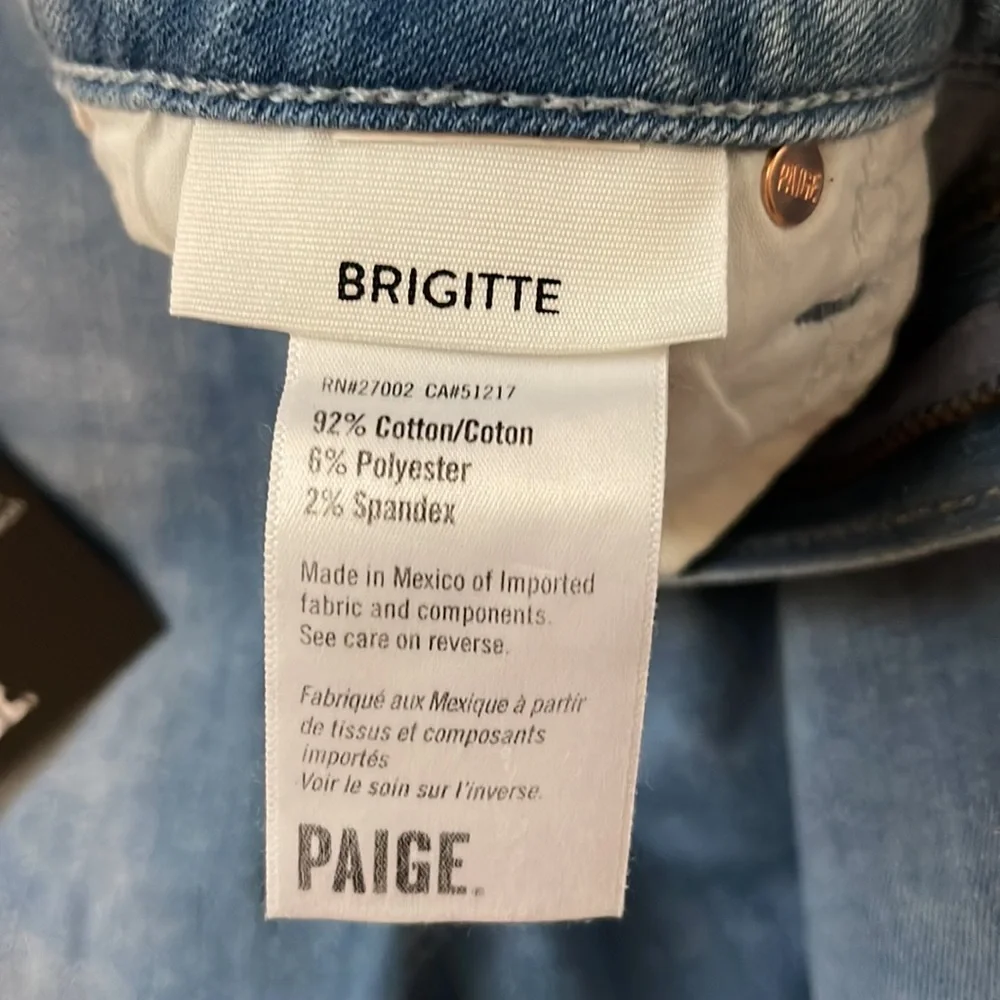 PAIGE
BRIGITTE
RN#27002 CA#51217
92% Cotton/Coton
6% Polyester
2% Spandex
Made in Mexico of Imported
fabric and components.
See care on reverse.
Fabriqué aux Mexique à partir
de tissus et composants
importés
Voir le soin sur l'inverse.
PAIGE